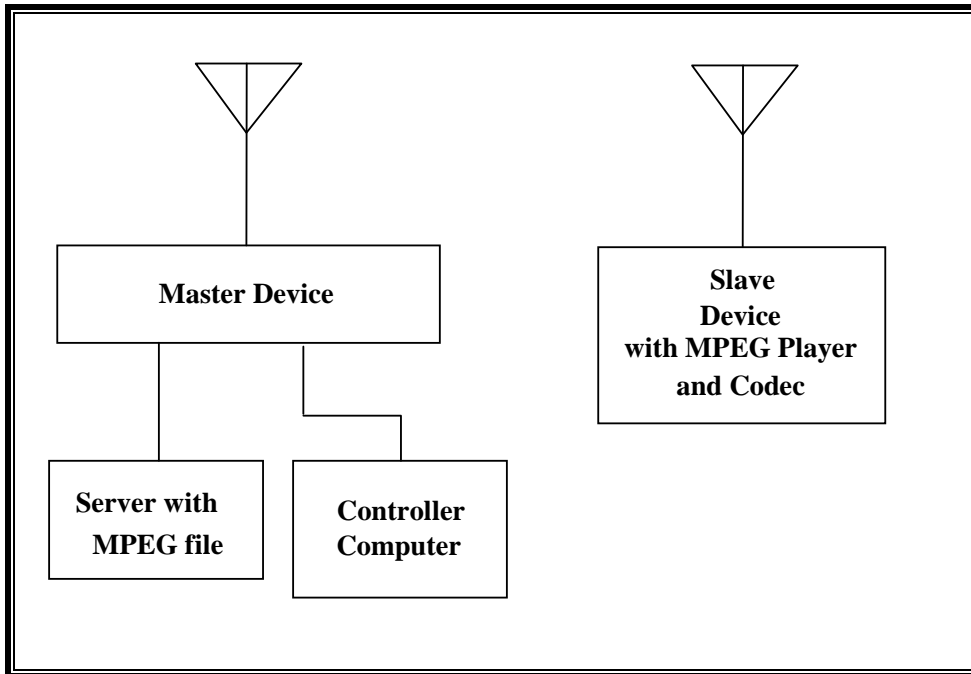 Master Device
Slave
Device
with MPEG Player
and Codec
Server with
MPEG file
Controller
Computer